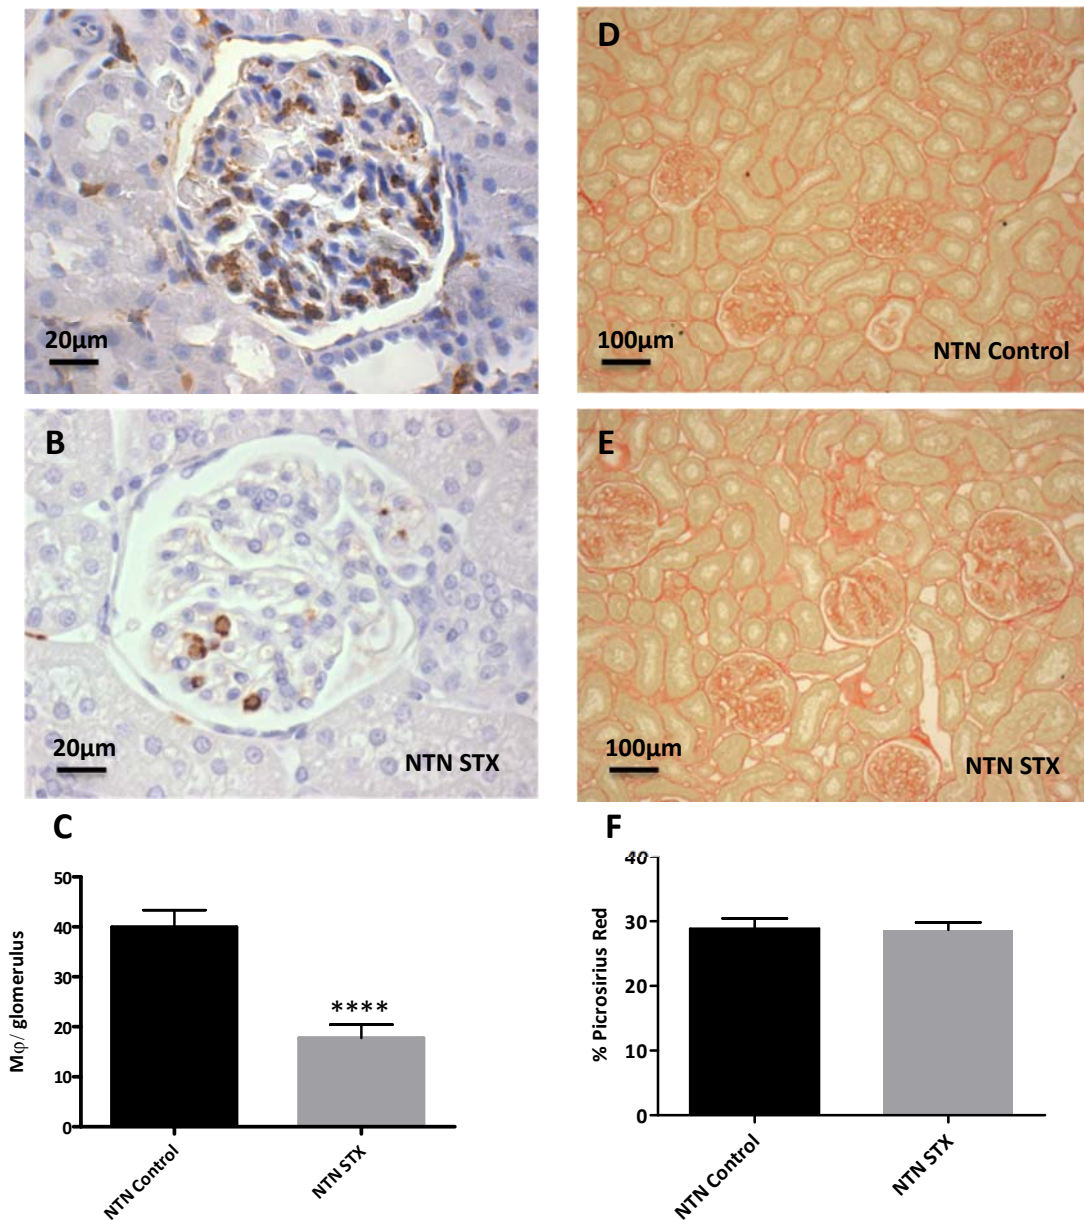 20μm
B
20μm
NTN STX
C
50
40
30
20
10
0
Mφ/ glomerulus
****
NTN Control
NTN STX
D
100μm
NTN Control
E
100μm
NTN STX
F
40
30
20
10
0
% Picrosirius Red
NTN Control
NTN STX